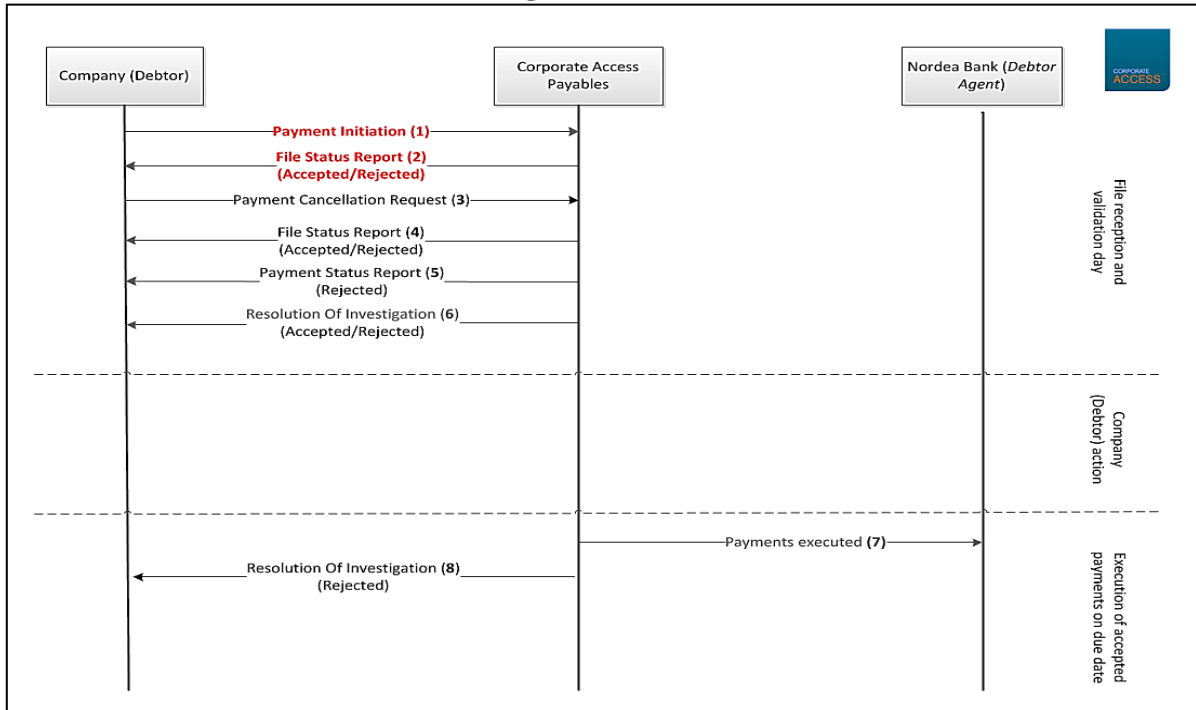 Company (Debtor)
Corporate Access
Payables
Nordea Bank (Debtor
Agent)
CORPORATE
ACCESS
Payment Initiation (1)
File Status Report (2)
(Accepted/Rejected)
Payment Cancellation Request (3)
File Status Report (4)
(Accepted/Rejected)
Payment Status Report (5)
(Rejected)
Resolution Of Investigation (6)
(Accepted/Rejected)
File reception and
validation day
Company
(Debtor) action
Payments executed (7)
Resolution Of Investigation (8)
(Rejected)
Execution of accepted
payments on due date